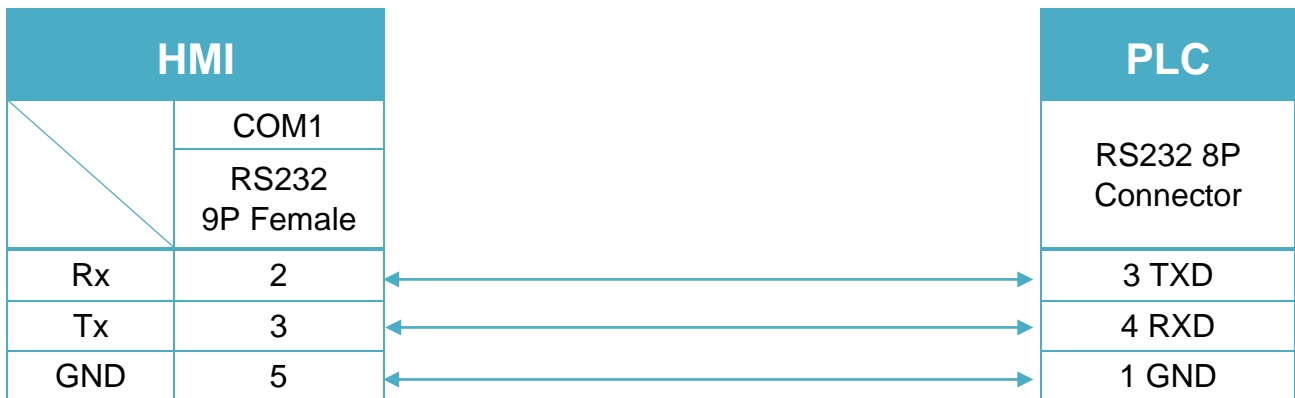 HMI
PLC
COM1
RS232
9P Female
RS232 8P
Connector
Rx 2 3 TXD
Tx 3 4 RXD
GND 5 1 GND